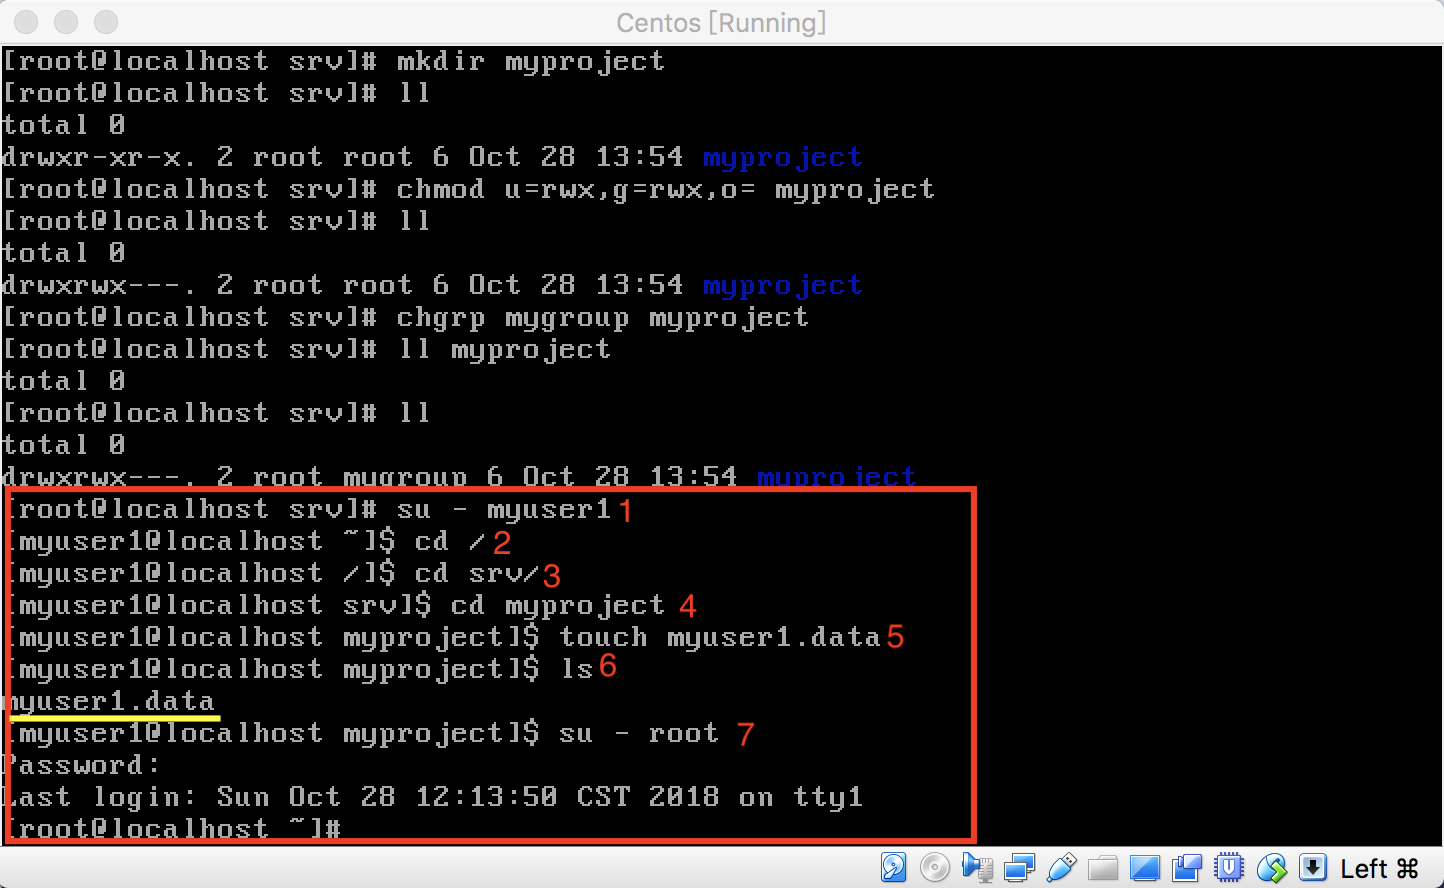 Centos [Running]
[root@localhost srv]# mkdir myproject
[root@localhost srv]# ll
total 0
drwxr-xr-x. 2 root root 6 Oct 28 13:54 myproject
[root@localhost srv]# chmod u=rwx,g=rwx,o= myproject
[root@localhost srv]# ll
total 0
drwxrwx---. 2 root root 6 Oct 28 13:54 myproject
[root@localhost srv]# chgrp mygroup myproject
[root@localhost srv]# ll myproject
total 0
[root@localhost srv]# ll
total 0
drwxrwx---. 2 root mygroup 6 Oct 28 13:54 myproject
[root@localhost srv]# su - myuser1 1
[myuser1@localhost ~]$ cd / 2
[myuser1@localhost /]$ cd srv/ 3
[myuser1@localhost srv]$ cd myproject 4
[myuser1@localhost myproject]$ touch myuser1.data 5
[myuser1@localhost myproject]$ ls 6
myuser1.data
[myuser1@localhost myproject]$ su - root 7
Password:
Last login: Sun Oct 28 12:13:50 CST 2018 on tty1
[root@localhost ~]#
Left ⌘